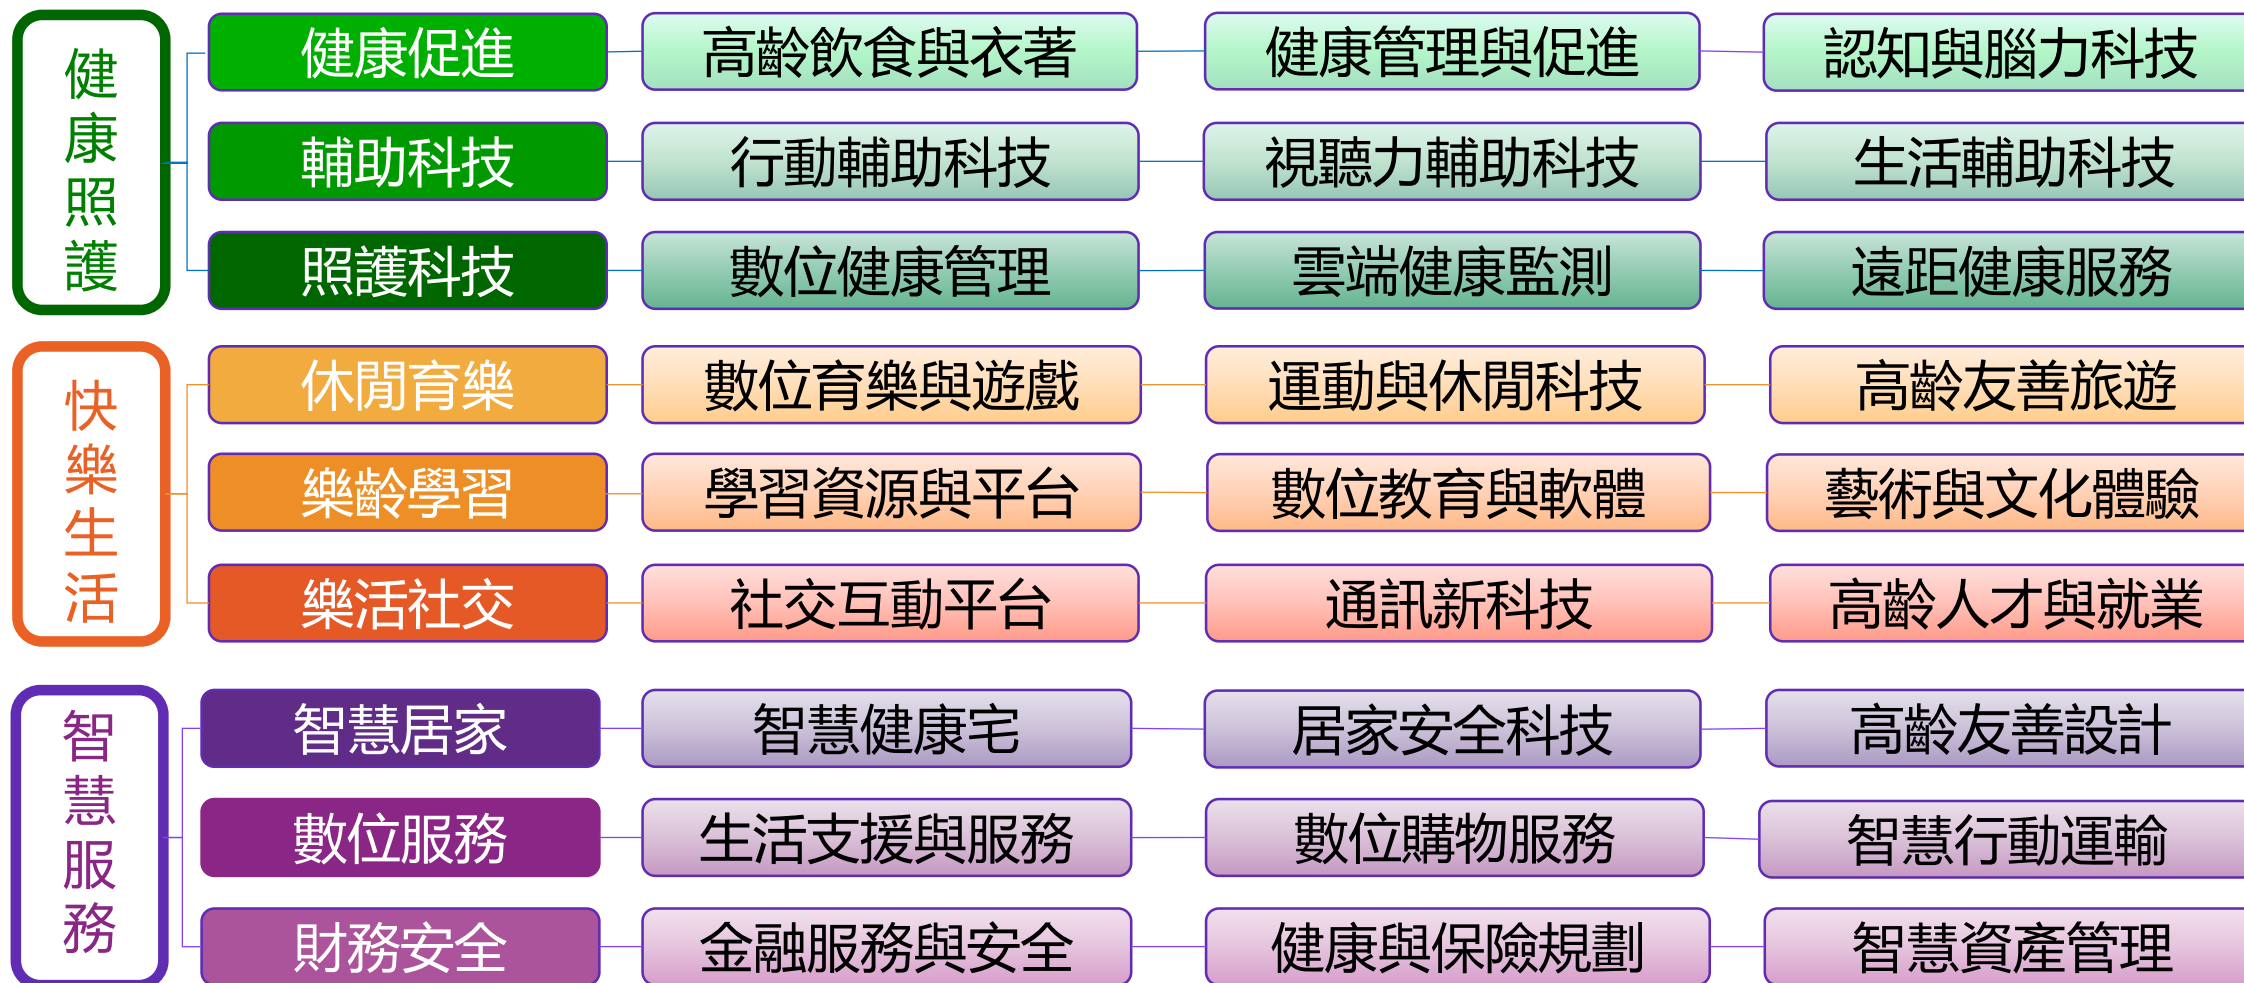 健康照護
健康促進 高齡飲食與衣著 健康管理與促進 認知與腦力科技
輔助科技 行動輔助科技 視聽力輔助科技 生活輔助科技
照護科技 數位健康管理 雲端健康監測 遠距健康服務
快樂生活
休閒育樂 數位育樂與遊戲 運動與休閒科技 高齡友善旅遊
樂齡學習 學習資源與平台 數位教育與軟體 藝術與文化體驗
樂活社交 社交互動平台 通訊新科技 高齡人才與就業
智慧服務
智慧居家 智慧健康宅 居家安全科技 高齡友善設計
數位服務 生活支援與服務 數位購物服務 智慧行動運輸
財務安全 金融服務與安全 健康與保險規劃 智慧資產管理